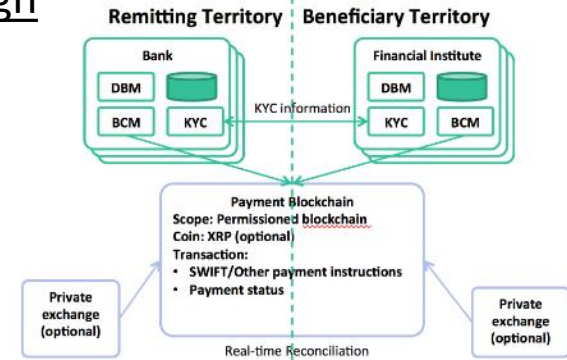 Remitting Territory Beneficiary Territory
Bank
Financial Institute
DBM
DBM
KYC information
BCM KYC
KYC BCM
Payment Blockchain
Scope: Permissioned blockchain
Coin: XRP (optional)
Transaction:
• SWIFT/Other payment instructions
• Payment status
Private
exchange
(optional)
Private
exchange
(optional)
Real-time Reconciliation